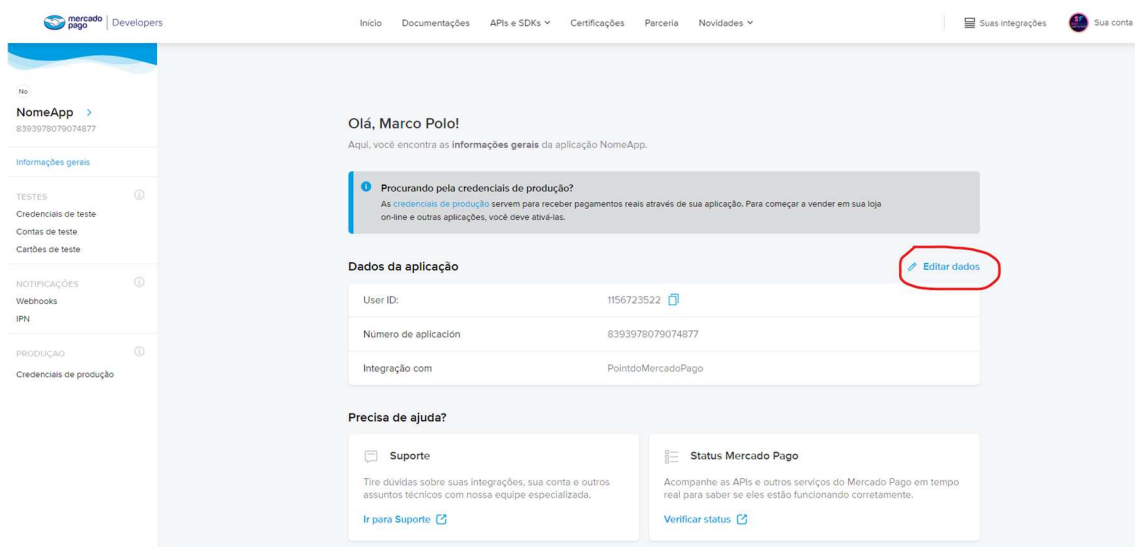 mercado pago Developers
Início Documentações APIs e SDKs Certificações Parceria Novidades Suas integrações Sua conta
No
NomeApp
8393978079074877
Informações gerais
TESTES
Credenciais de teste
Contas de teste
Cartões de teste
NOTIFICAÇÕES
Webhooks
IPN
PRODUÇAO
Credenciais de produção
Olá, Marco Polo!
Aqui, você encontra as informações gerais da aplicação NomeApp.
Procurando pela credenciais de produção?
As credenciais de produção servem para receber pagamentos reais através de sua aplicação. Para começar a vender em sua loja
on-line e outras aplicações, você deve ativá-las.
Dados da aplicação Editar dados
User ID: 1156723522
Número de aplicación 8393978079074877
Integração com PointdoMercadoPago
Precisa de ajuda?
Suporte
Tire dúvidas sobre suas integrações, sua conta e outros
assuntos técnicos com nossa equipe especializada.
Ir para Suporte
Status Mercado Pago
Acompanhe as APIs e outros serviços do Mercado Pago em tempo
real para saber se eles estão funcionando corretamente.
Verificar status